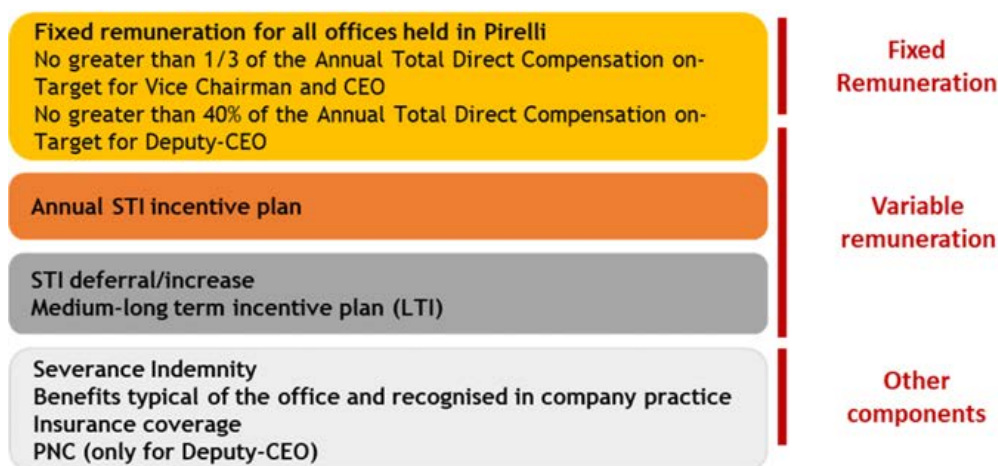 Fixed remuneration for all offices held in Pirelli
No greater than 1/3 of the Annual Total Direct Compensation on-
Target for Vice Chairman and CEO
No greater than 40% of the Annual Total Direct Compensation on-
Target for Deputy-CEO
Fixed
Remuneration
Annual STI incentive plan
STI deferral/increase
Medium-long term incentive plan (LTI)
Variable
remuneration
Severance Indemnity
Benefits typical of the office and recognised in company practice
Insurance coverage
PNC (only for Deputy-CEO)
Other
components